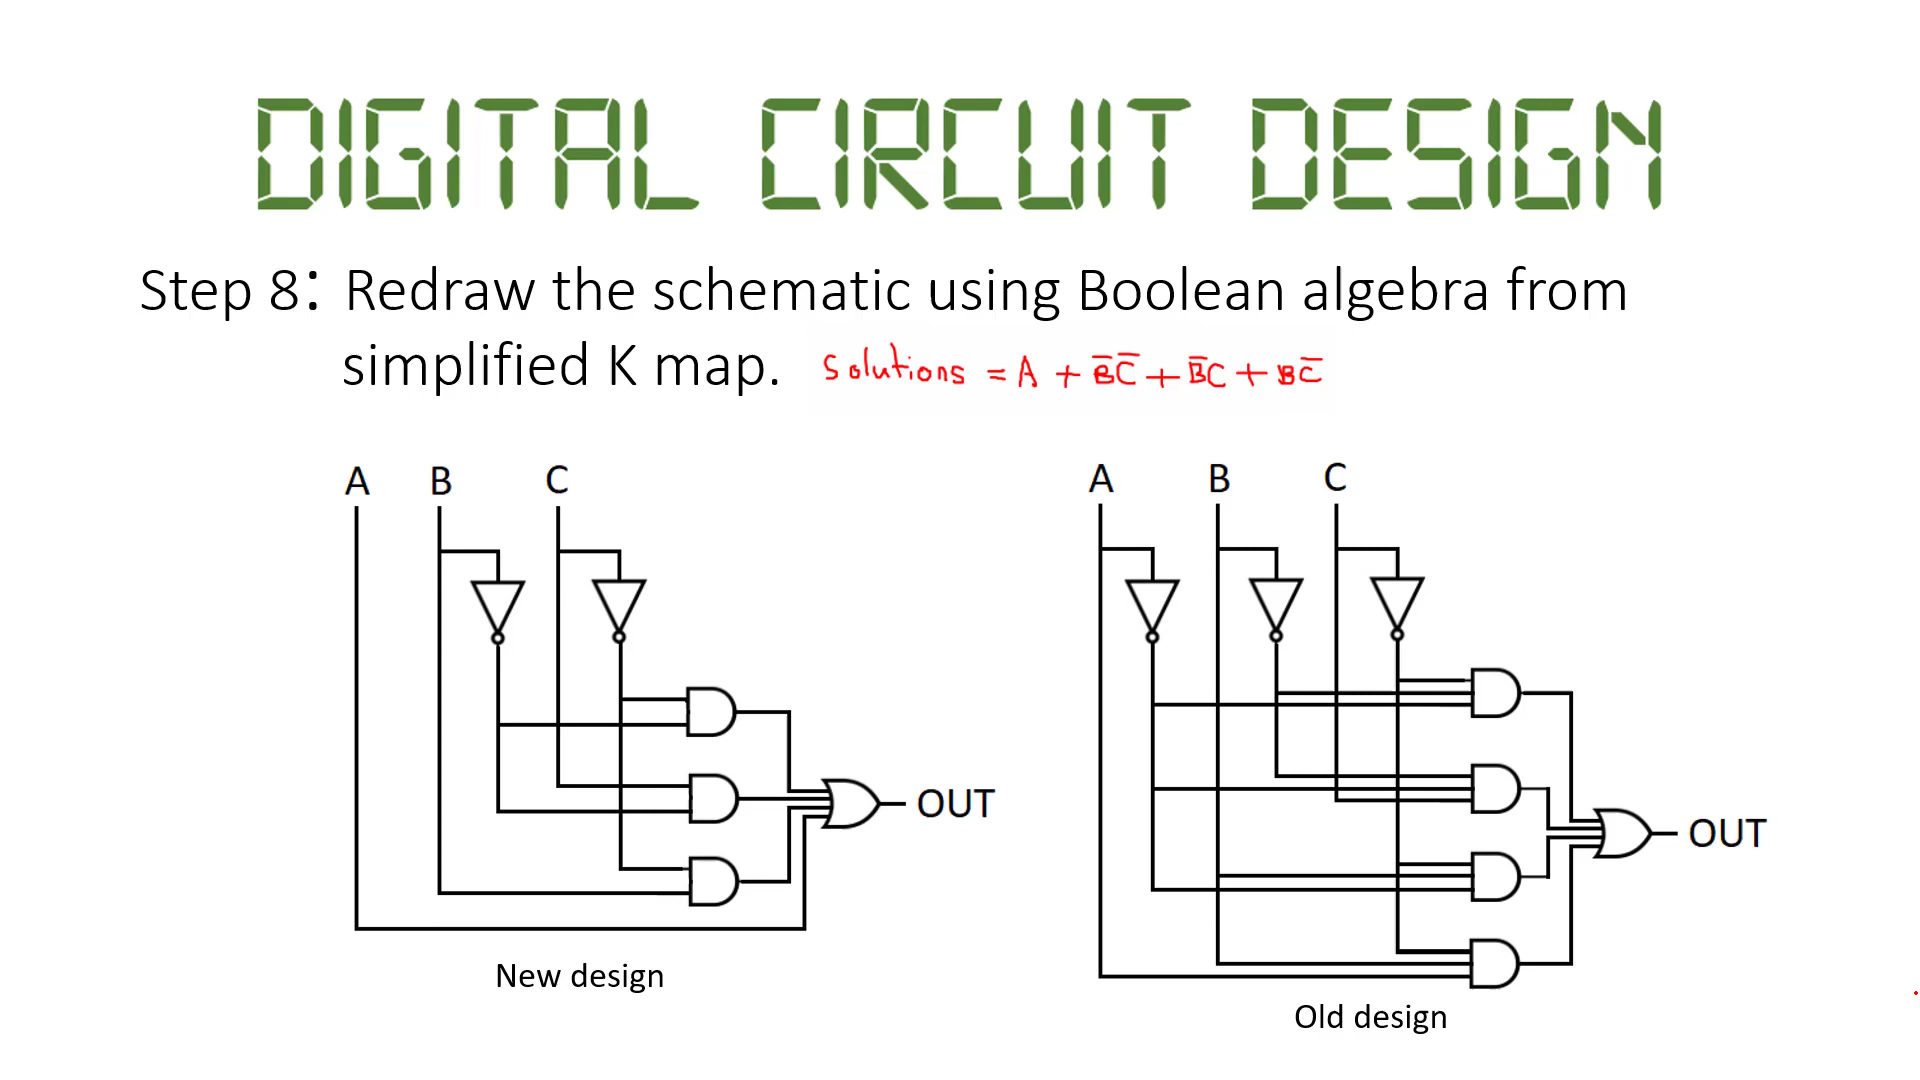 DIGITAL CIRCUIT DESIGN
Step 8: Redraw the schematic using Boolean algebra from
simplified K map.
Solutions = A + B̅C̅ + B̅C + BC̅
A B C
A B C
OUT
OUT
New design
Old design